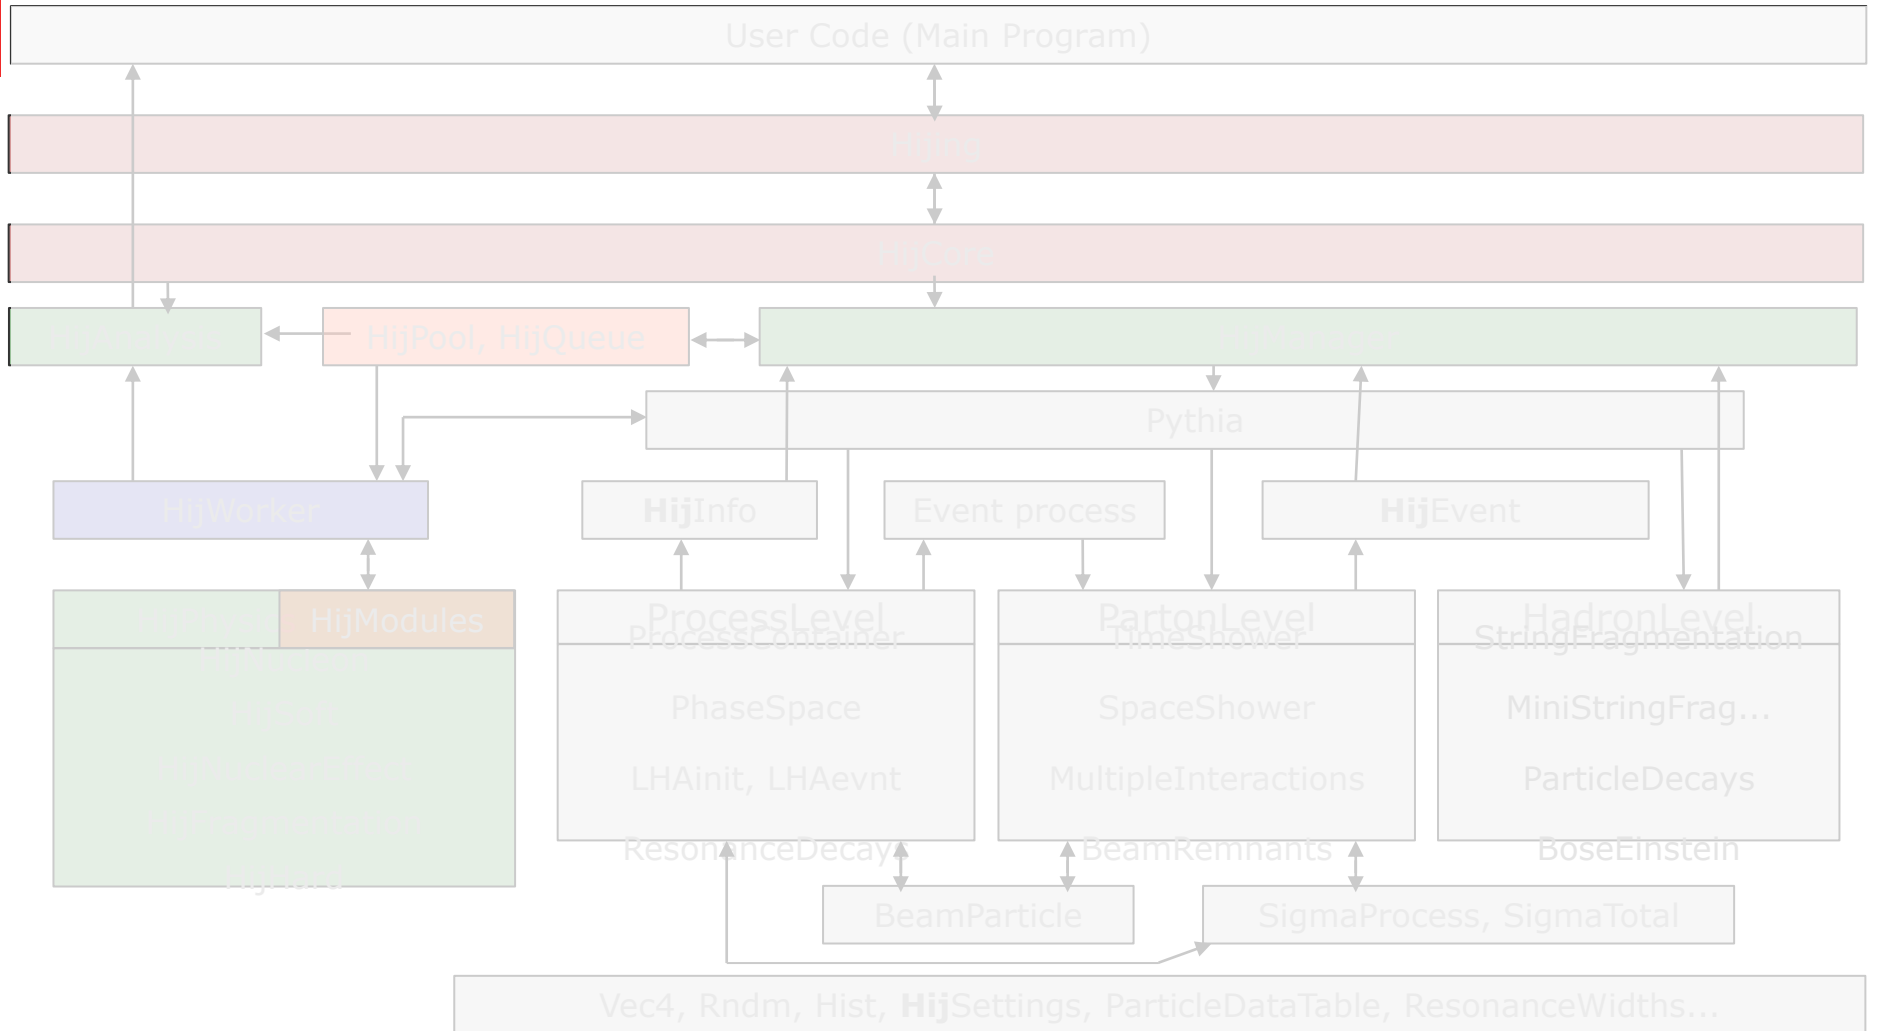 User Code (Main Program)
Hijing
HijCore
HijPool, HijQueue
Pythia
HijWorker
HijInfo
Event process
HijEvent
HijModules
ProcessLevel
ProcessContainer
PhaseSpace
LHAinit, LHAevnt
ResonanceDecays
PartonLevel
TimeShower
SpaceShower
MultipleInteractions
BeamRemnants
HadronLevel
StringFragmentation
MiniStringFrag...
ParticleDecays
BoseEinstein
HijHard
BeamParticle
SigmaProcess, SigmaTotal
Vec4, Rndm, Hist, HijSettings, ParticleDataTable, ResonanceWidths...